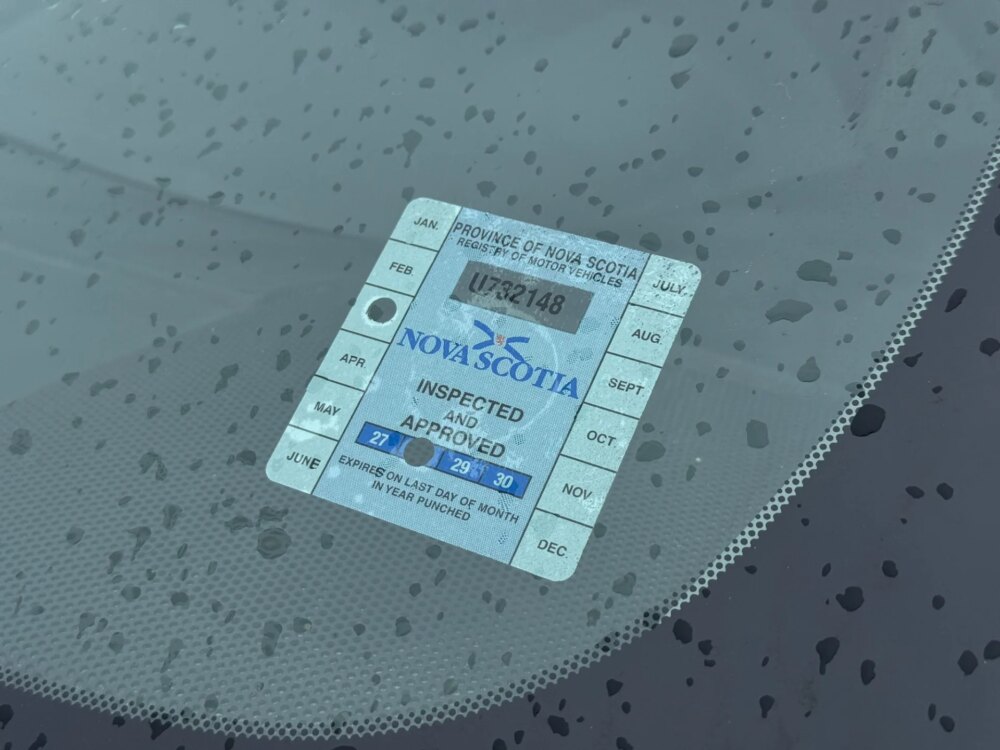 JAN.
FEB
APR.
MAY
JUNE
PROVINCE OF NOVA SCOTIA
REGISTRY OF MOTOR VEHICLES
U732148
NOVA SCOTIA
INSPECTED
AND
APPROVED
27 29 30
EXPIRES ON LAST DAY OF MONTH
IN YEAR PUNCHED
JULY.
AUG.
SEPT.
OCT.
NOV.
DEC.